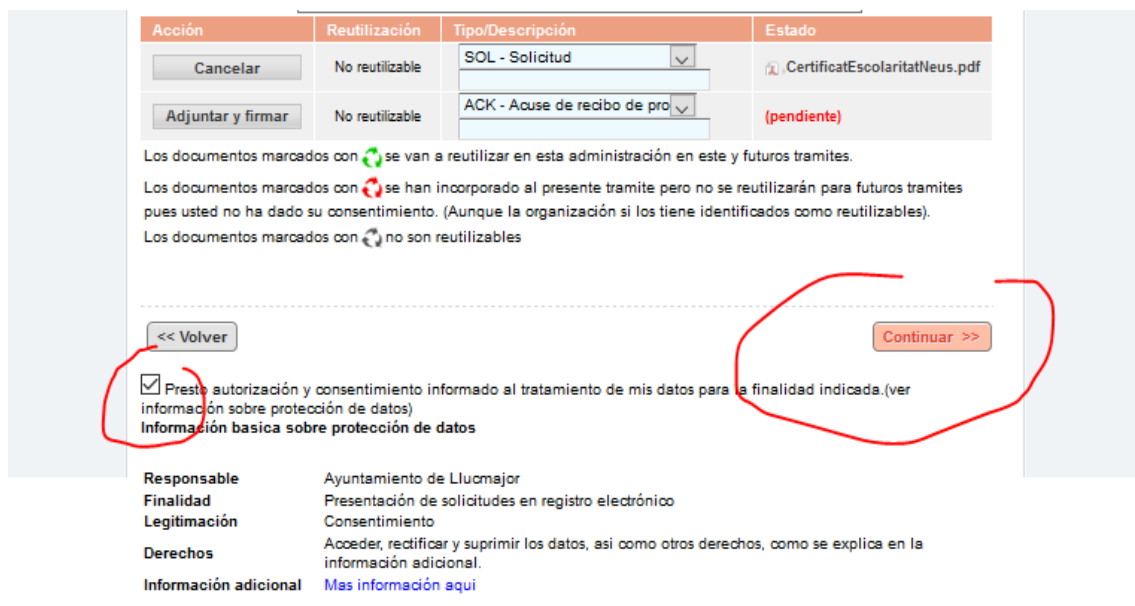 Acción Reutilización Tipo/Descripción Estado
Cancelar No reutilizable SOL - Solicitud .CertificatEscolaritatNeus.pdf
Adjuntar y firmar No reutilizable ACK - Acuse de recibo de pro (pendiente)
Los documentos marcados con se van a reutilizar en esta administración en este y futuros tramites.
Los documentos marcados con se han incorporado al presente tramite pero no se reutilizarán para futuros tramites
pues usted no ha dado su consentimiento. (Aunque la organización si los tiene identificados como reutilizables).
Los documentos marcados con no son reutilizables
<< Volver Continuar >>
Presto autorización y consentimiento informado al tratamiento de mis datos para la finalidad indicada.(ver
información sobre protección de datos)
Información basica sobre protección de datos
Responsable Ayuntamiento de Llucmajor
Finalidad Presentación de solicitudes en registro electrónico
Legitimación Consentimiento
Derechos Acceder, rectificar y suprimir los datos, asi como otros derechos, como se explica en la
información adicional.
Información adicional Mas información aqui